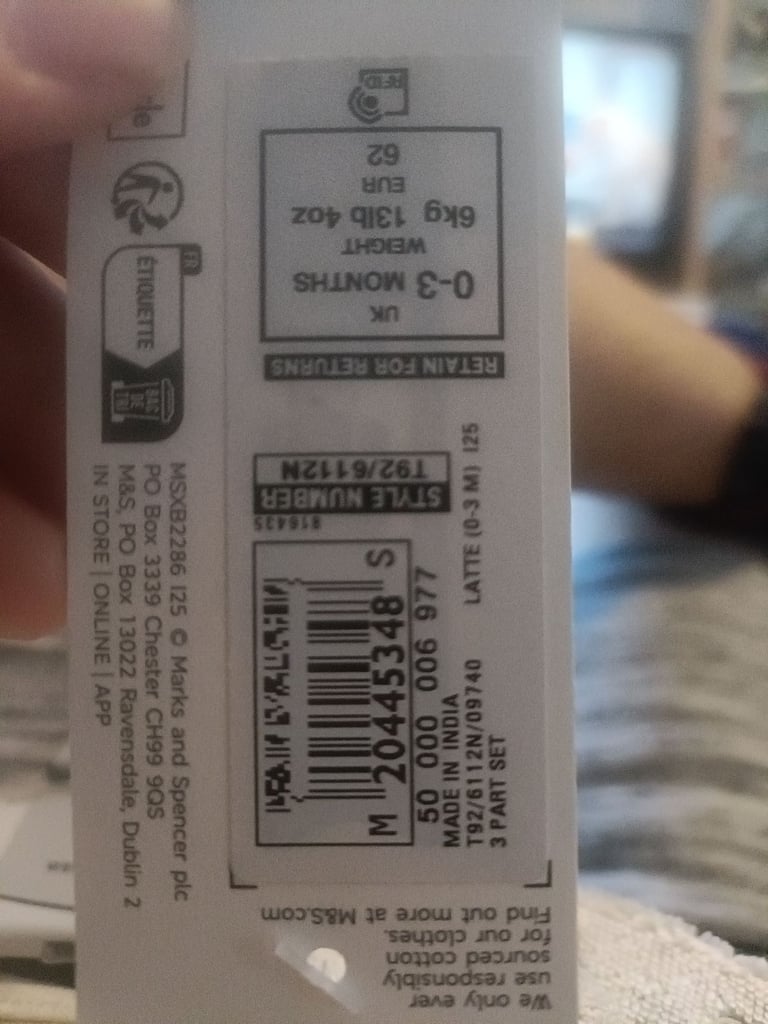 We only ever
use responsibly
sourced cotton
for our clothes.
Find out more at M&S.com
M 20445348 S
50 000 006 977
MADE IN INDIA
T92/6112N/09740 LATTE (0-3 M) I25
3 PART SET
816435
STYLE NUMBER
T92/6112N
RETAIN FOR RETURNS
UK
0-3 MONTHS
WEIGHT
6kg 13lb 4oz
EUR
62
RFID
MSXB2286 I25 © Marks and Spencer plc
PO Box 3339 Chester CH99 9QS
M&S, PO Box 13022 Ravensdale, Dublin 2
IN STORE | ONLINE | APP
FR
ÉTIQUETTE
BAC
DE
TRI